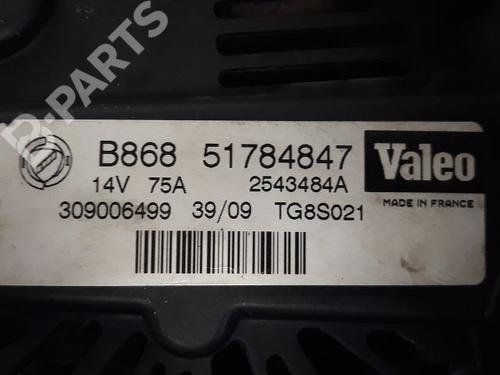 B-PARTS
B868 51784847
14V 75A 2543484A
309006499 39/09 TG8S021
Valeo
MADE IN FRANCE